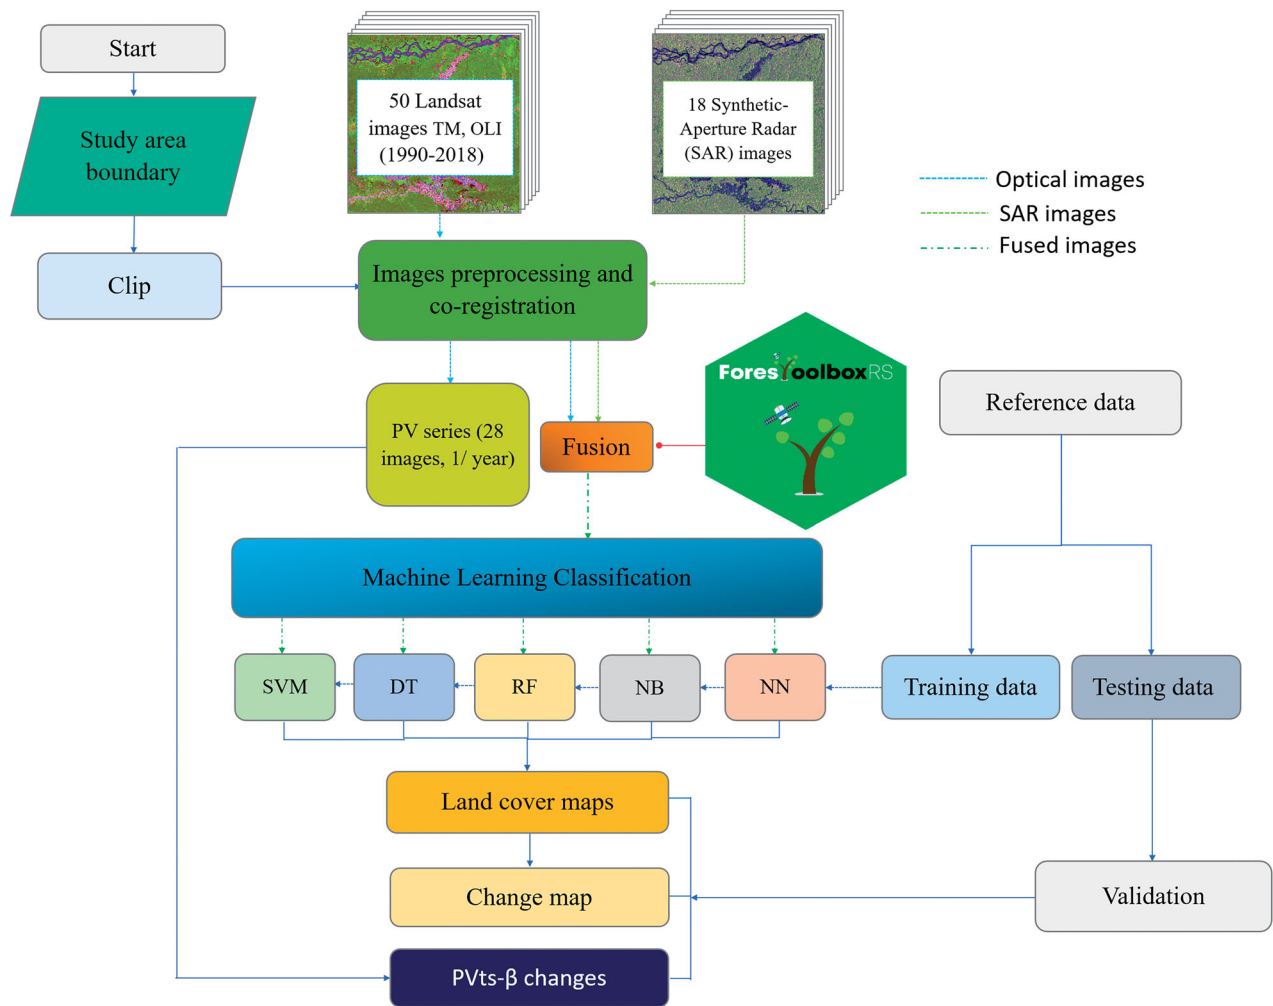 Start
Study area
boundary
Clip
50 Landsat
images TM, OLI
(1990-2018)
18 Synthetic-
Aperture Radar
(SAR) images
Optical images
SAR images
Fused images
Images preprocessing and
co-registration
PV series (28
images, 1/ year)
Fusion
ForesToolboxRS
Reference data
Machine Learning Classification
SVM
DT
RF
NB
NN
Training data
Testing data
Land cover maps
Change map
Validation
PVts-β changes